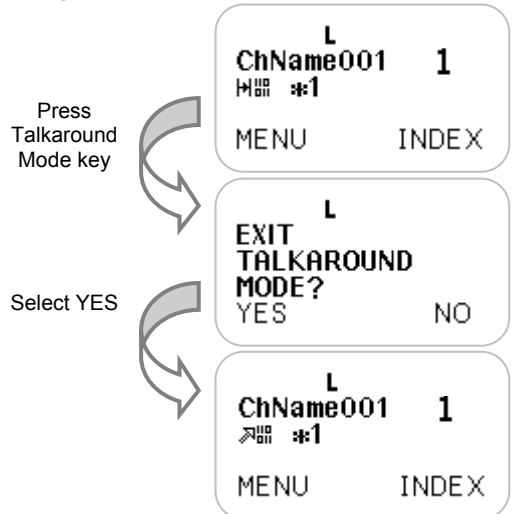 L
ChName001 1
*1
MENU INDEX
Press
Talkaround
Mode key
L
EXIT
TALKAROUND
MODE?
YES NO
Select YES
L
ChName001 1
*1
MENU INDEX